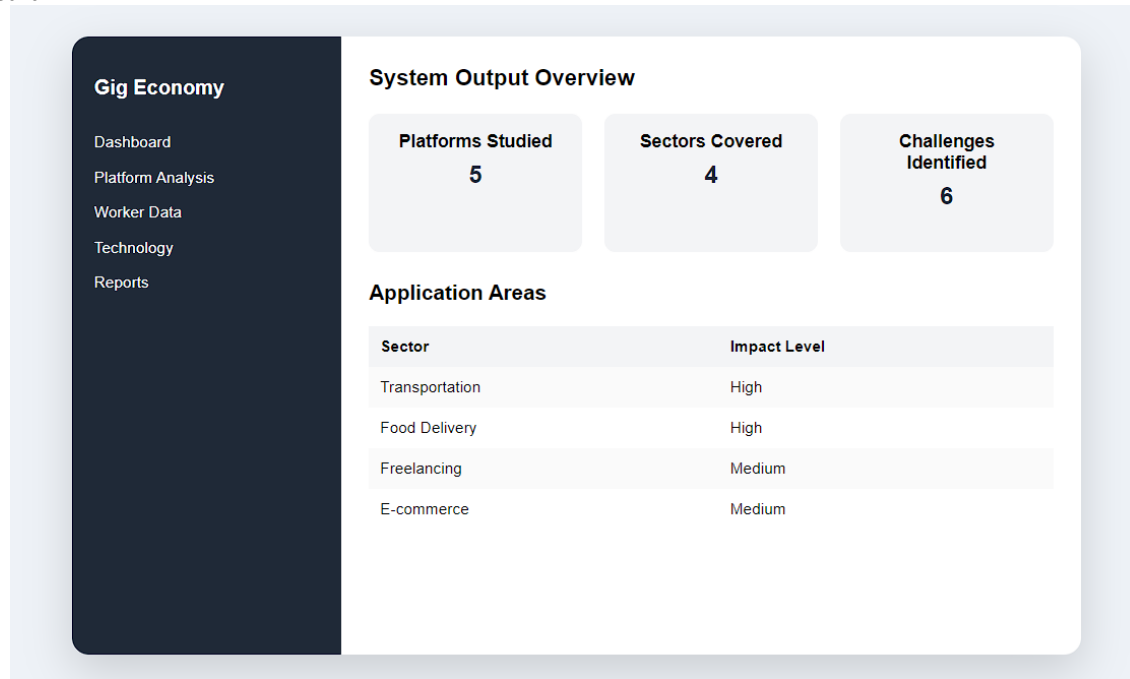 Gig Economy
Dashboard
Platform Analysis
Worker Data
Technology
Reports
System Output Overview
Platforms Studied
5
Sectors Covered
4
Challenges
Identified
6
Application Areas
Sector Impact Level
Transportation High
Food Delivery High
Freelancing Medium
E-commerce Medium